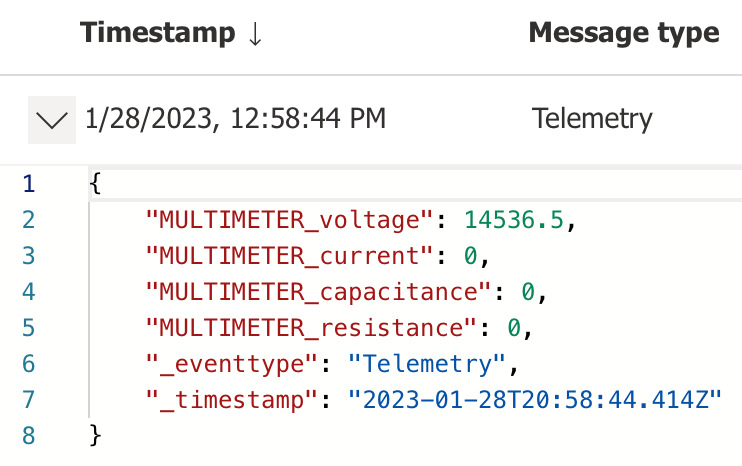 Timestamp ↓ Message type
1/28/2023, 12:58:44 PM Telemetry
1 {
2 "MULTIMETER_voltage": 14536.5,
3 "MULTIMETER_current": 0,
4 "MULTIMETER_capacitance": 0,
5 "MULTIMETER_resistance": 0,
6 "_eventtype": "Telemetry",
7 "_timestamp": "2023-01-28T20:58:44.414Z"
8 }